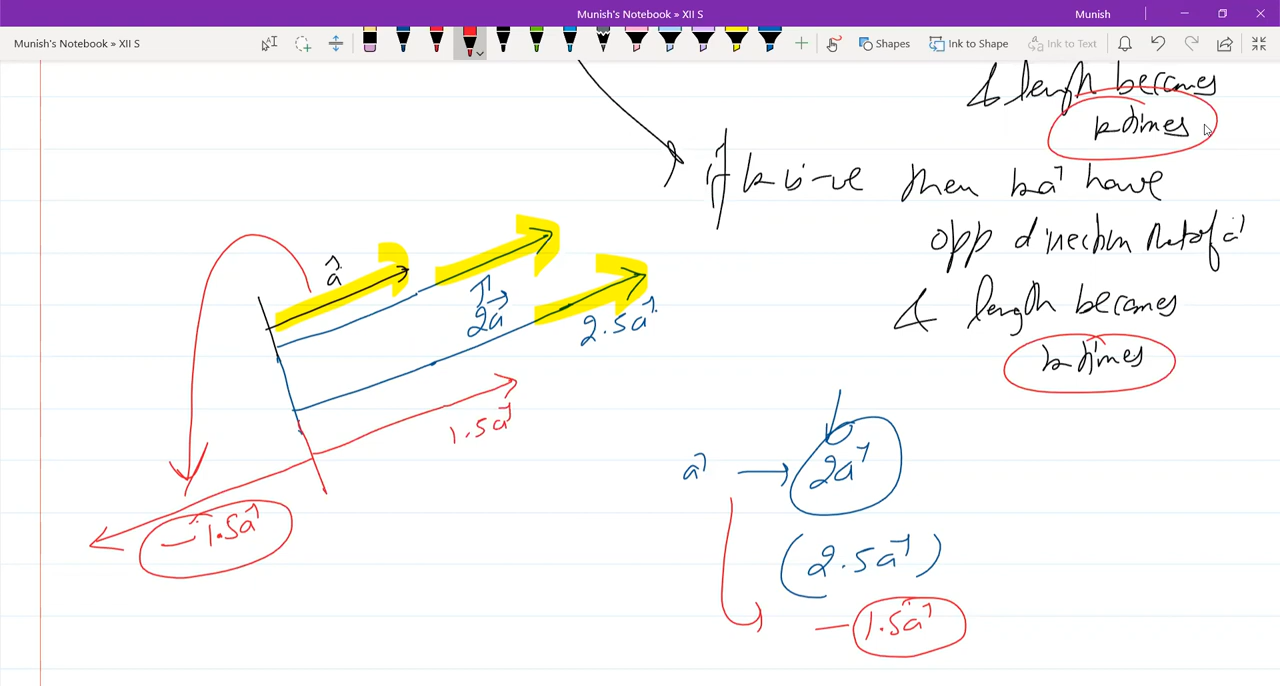 Munish's Notebook » XII S
Munish
Munish's Notebook » XII S
Shapes
Ink to Shape
Ink to Text
& length becomes
k times
if k is -ve then ka⃗ have
opp direction that of a⃗
& length becomes
k times
a⃗
2a⃗
2.5a⃗
1.5a⃗
-1.5a⃗
a⃗ → 2a⃗
(2.5a⃗)
-1.5a⃗